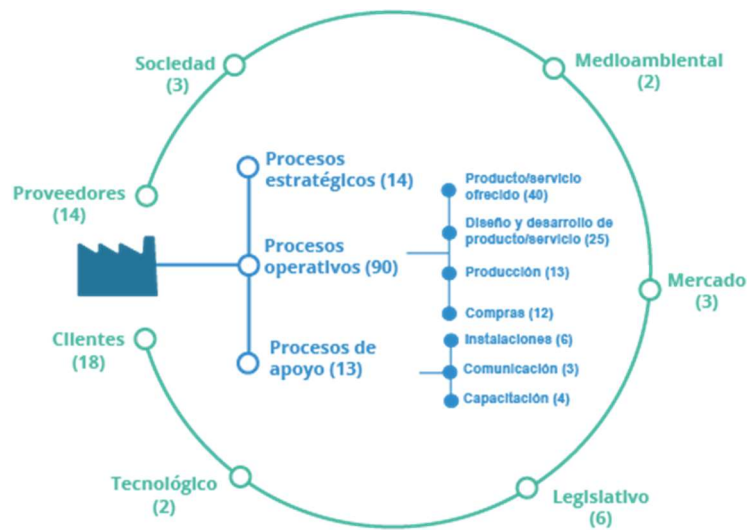 Sociedad
(3)
Medioambiental
(2)
Procesos
estratégicos (14)
Producto/servicio
ofrecido (40)
Proveedores
(14)
Diseño y desarrollo de
producto/servicio (25)
Procesos
operativos (90)
Producción (13)
Mercado
(3)
Compras (12)
Clientes
(18)
Instalaciones (6)
Procesos de
apoyo (13)
Comunicación (3)
Capacitación (4)
Tecnológico
(2)
Legislativo
(6)